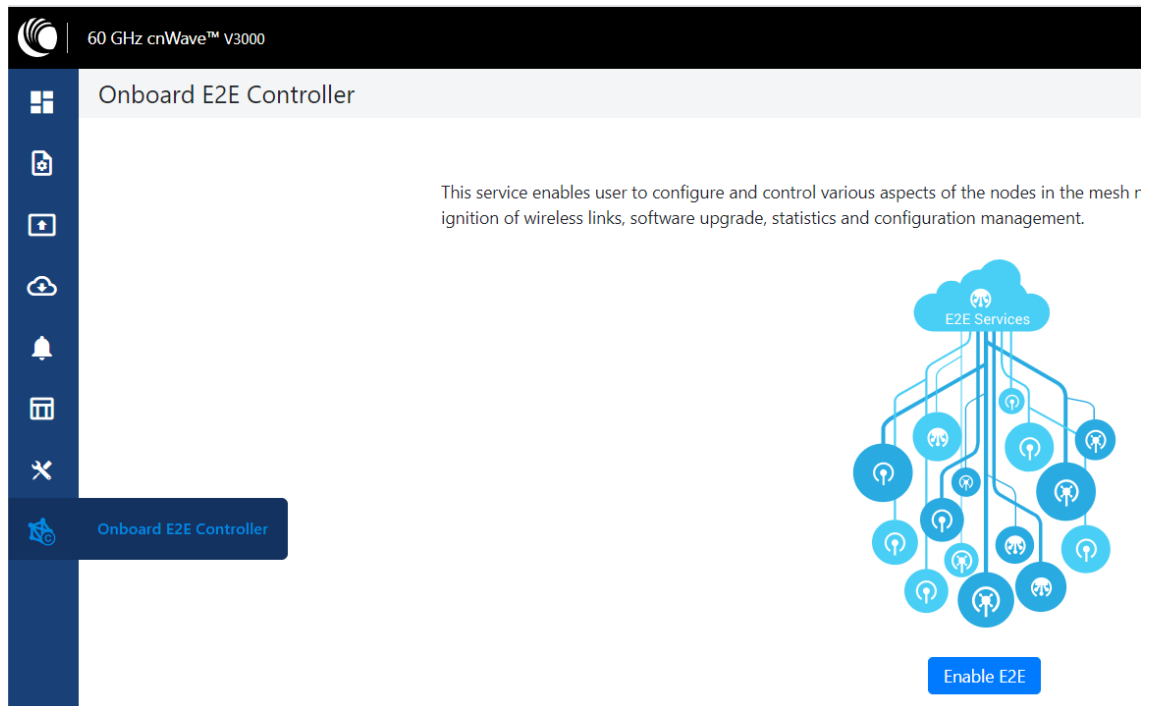 60 GHz cnWave™ V3000
Onboard E2E Controller
This service enables user to configure and control various aspects of the nodes in the mesh
ignition of wireless links, software upgrade, statistics and configuration management.
E2E Services
Onboard E2E Controller
Enable E2E